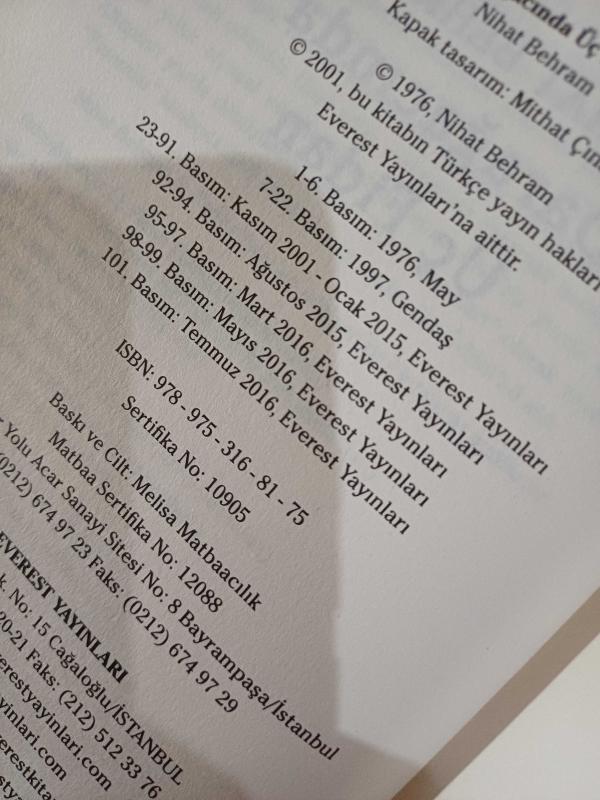 Üç
Nihat Behram
Kapak tasarım: Mithat
© 1976, Nihat Behram
© 2001, bu kitabın Türkçe yayın hakları
Everest Yayınları'na aittir.
1-6. Basım: 1976, May
7-22. Basım: 1997, Gendaş
23-91. Basım: Kasım 2001 - Ocak 2015, Everest Yayınları
92-94. Basım: Ağustos 2015, Everest Yayınları
95-97. Basım: Mart 2016, Everest Yayınları
98-99. Basım: Mayıs 2016, Everest Yayınları
101. Basım: Temmuz 2016, Everest Yayınları
ISBN: 978 - 975 - 316 - 81 - 75
Sertifika No: 10905
Baskı ve Cilt: Melisa Matbaacılık
Matbaa Sertifika No: 12088
Yolu Acar Sanayi Sitesi No: 8 Bayrampaşa/İstanbul
(0212) 674 97 23 Faks: (0212) 674 97 29
EVEREST YAYINLARI
No: 15 Cağaloğlu/İSTANBUL
20-21 Faks: (212) 512 33 76